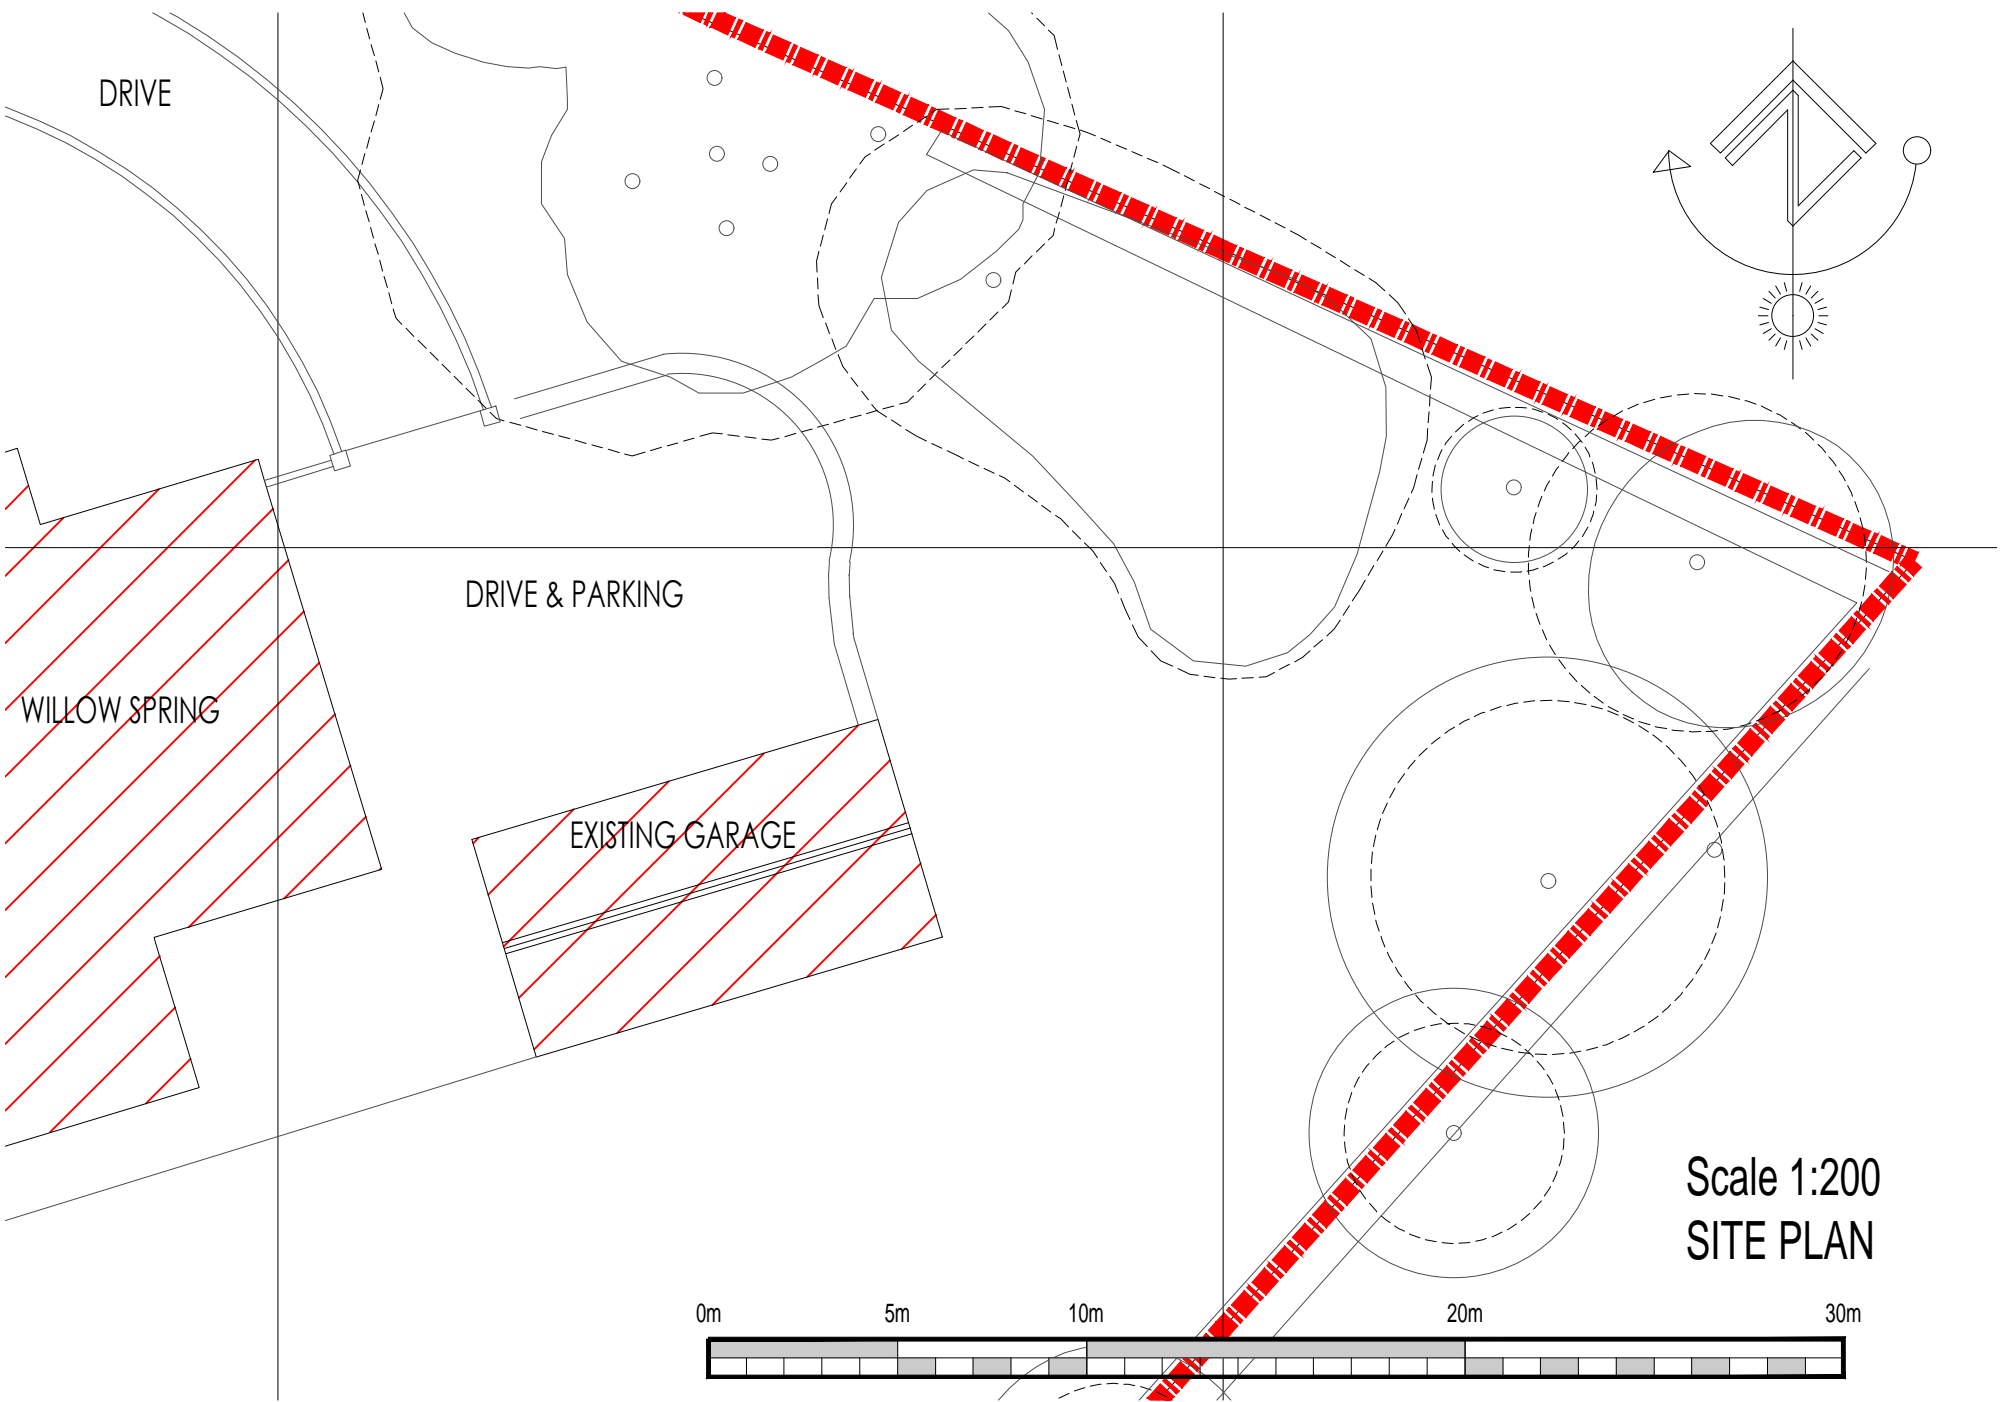 DRIVE
DRIVE & PARKING
WILLOW SPRING
EXISTING GARAGE
Scale 1:200
SITE PLAN
0m 5m 10m 20m 30m